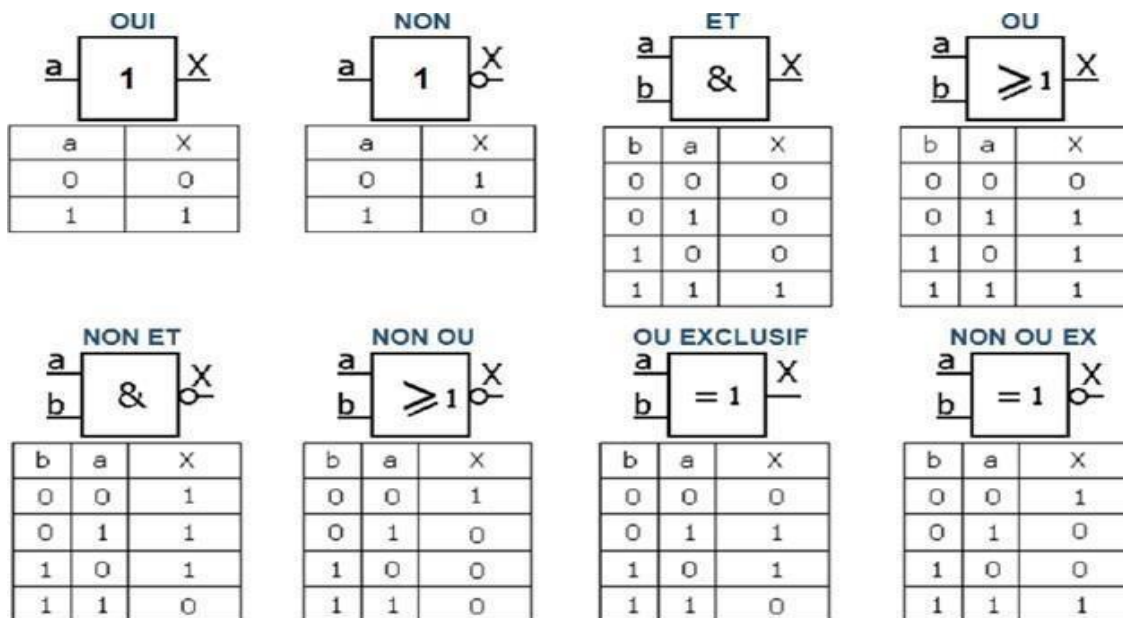 OUI NON ET OU
a 1 X a 1 X a b & X a b ⩾1 X
a X a X b a X b a X
0 0 0 1 0 0 0 0 0 0
1 1 1 0 0 1 0 0 1 1
1 0 0 1 0 1
1 1 1 1 1 1
NON ET NON OU OU EXCLUSIF NON OU EX
a b & X a b ⩾1 X a b =1 X a b =1 X
b a X b a X b a X b a X
0 0 1 0 0 1 0 0 0 0 0 1
0 1 1 0 1 0 0 1 1 0 1 0
1 0 1 1 0 0 1 0 1 1 0 0
1 1 0 1 1 0 1 1 0 1 1 1